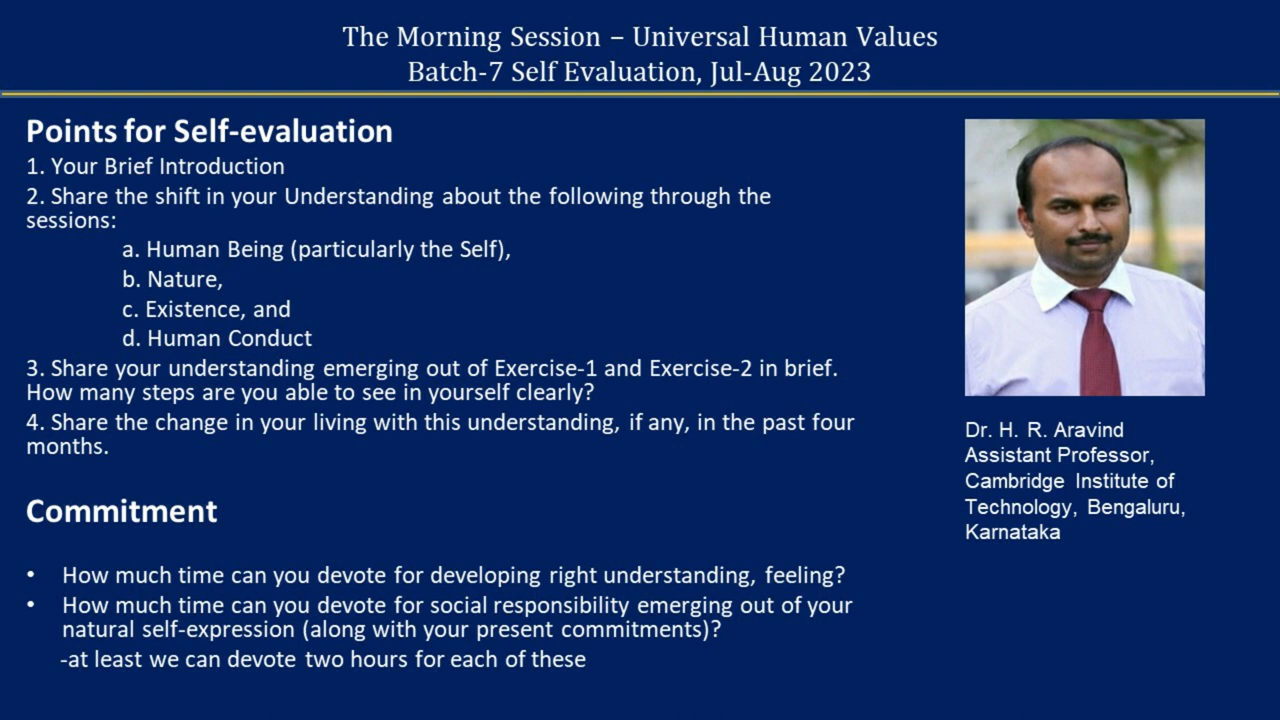 The Morning Session – Universal Human Values
Batch-7 Self Evaluation, Jul-Aug 2023
Points for Self-evaluation
1. Your Brief Introduction
2. Share the shift in your Understanding about the following through the
sessions:
a. Human Being (particularly the Self),
b. Nature,
c. Existence, and
d. Human Conduct
3. Share your understanding emerging out of Exercise-1 and Exercise-2 in brief.
How many steps are you able to see in yourself clearly?
4. Share the change in your living with this understanding, if any, in the past four
months.
Commitment
• How much time can you devote for developing right understanding, feeling?
• How much time can you devote for social responsibility emerging out of your
natural self-expression (along with your present commitments)?
-at least we can devote two hours for each of these
Dr. H. R. Aravind
Assistant Professor,
Cambridge Institute of
Technology, Bengaluru,
Karnataka